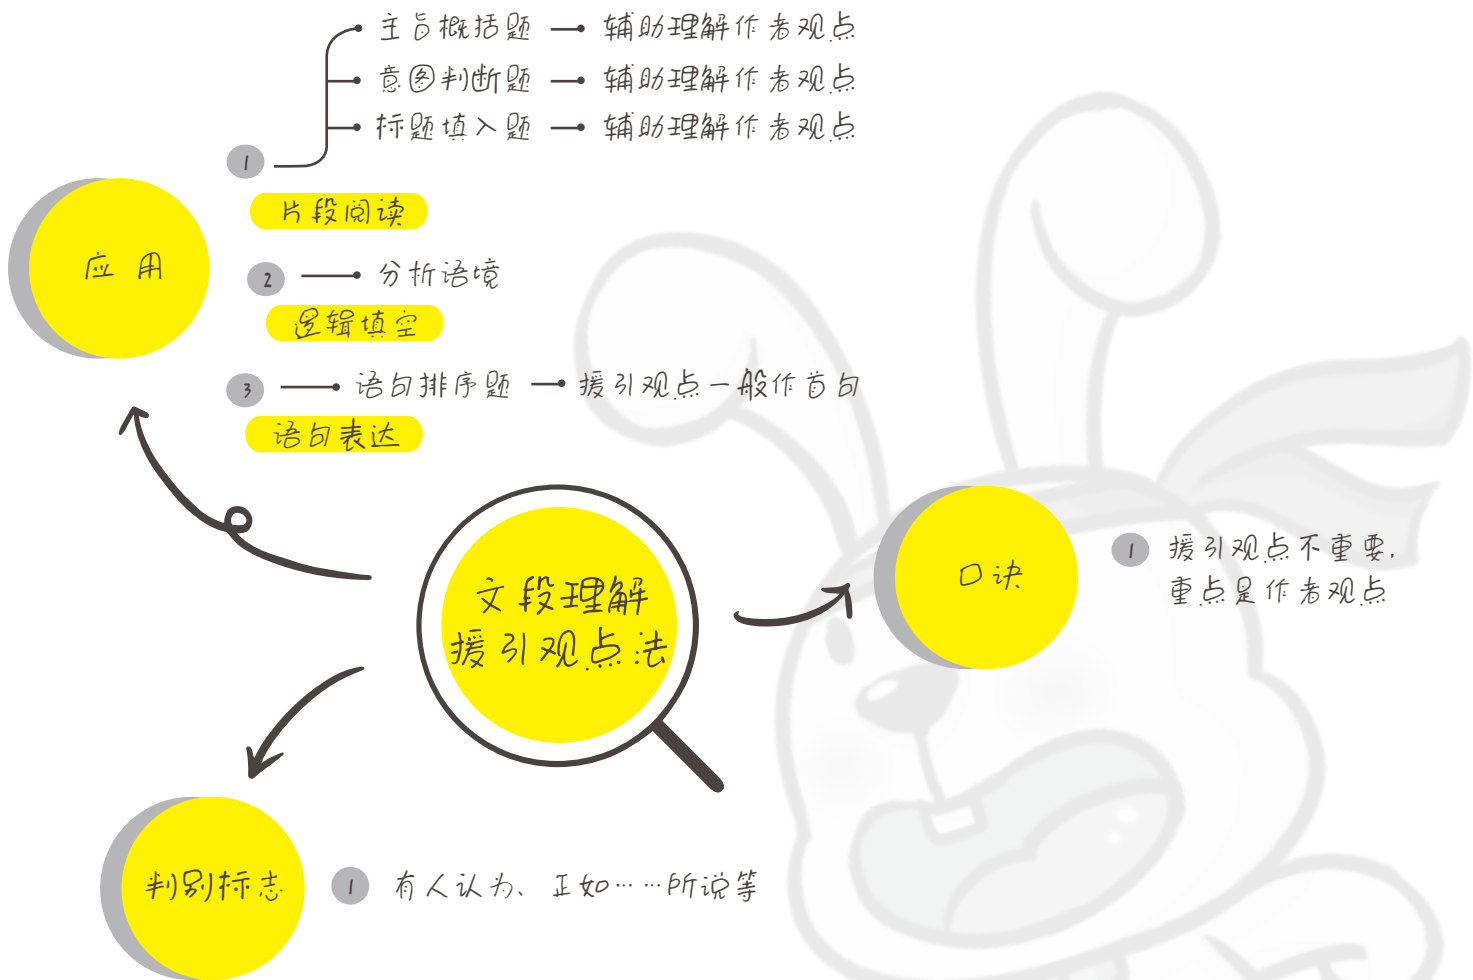 主旨概括题 辅助理解作者观点
意图判断题 辅助理解作者观点
标题填入题 辅助理解作者观点
1
片段阅读
应用
2 分析语境
逻辑填空
3 语句排序题 援引观点一般作首句
语句表达
文段理解
援引观点法
口诀
1 援引观点不重要,
重点是作者观点
判别标志
1 有人认为、正如……所说等